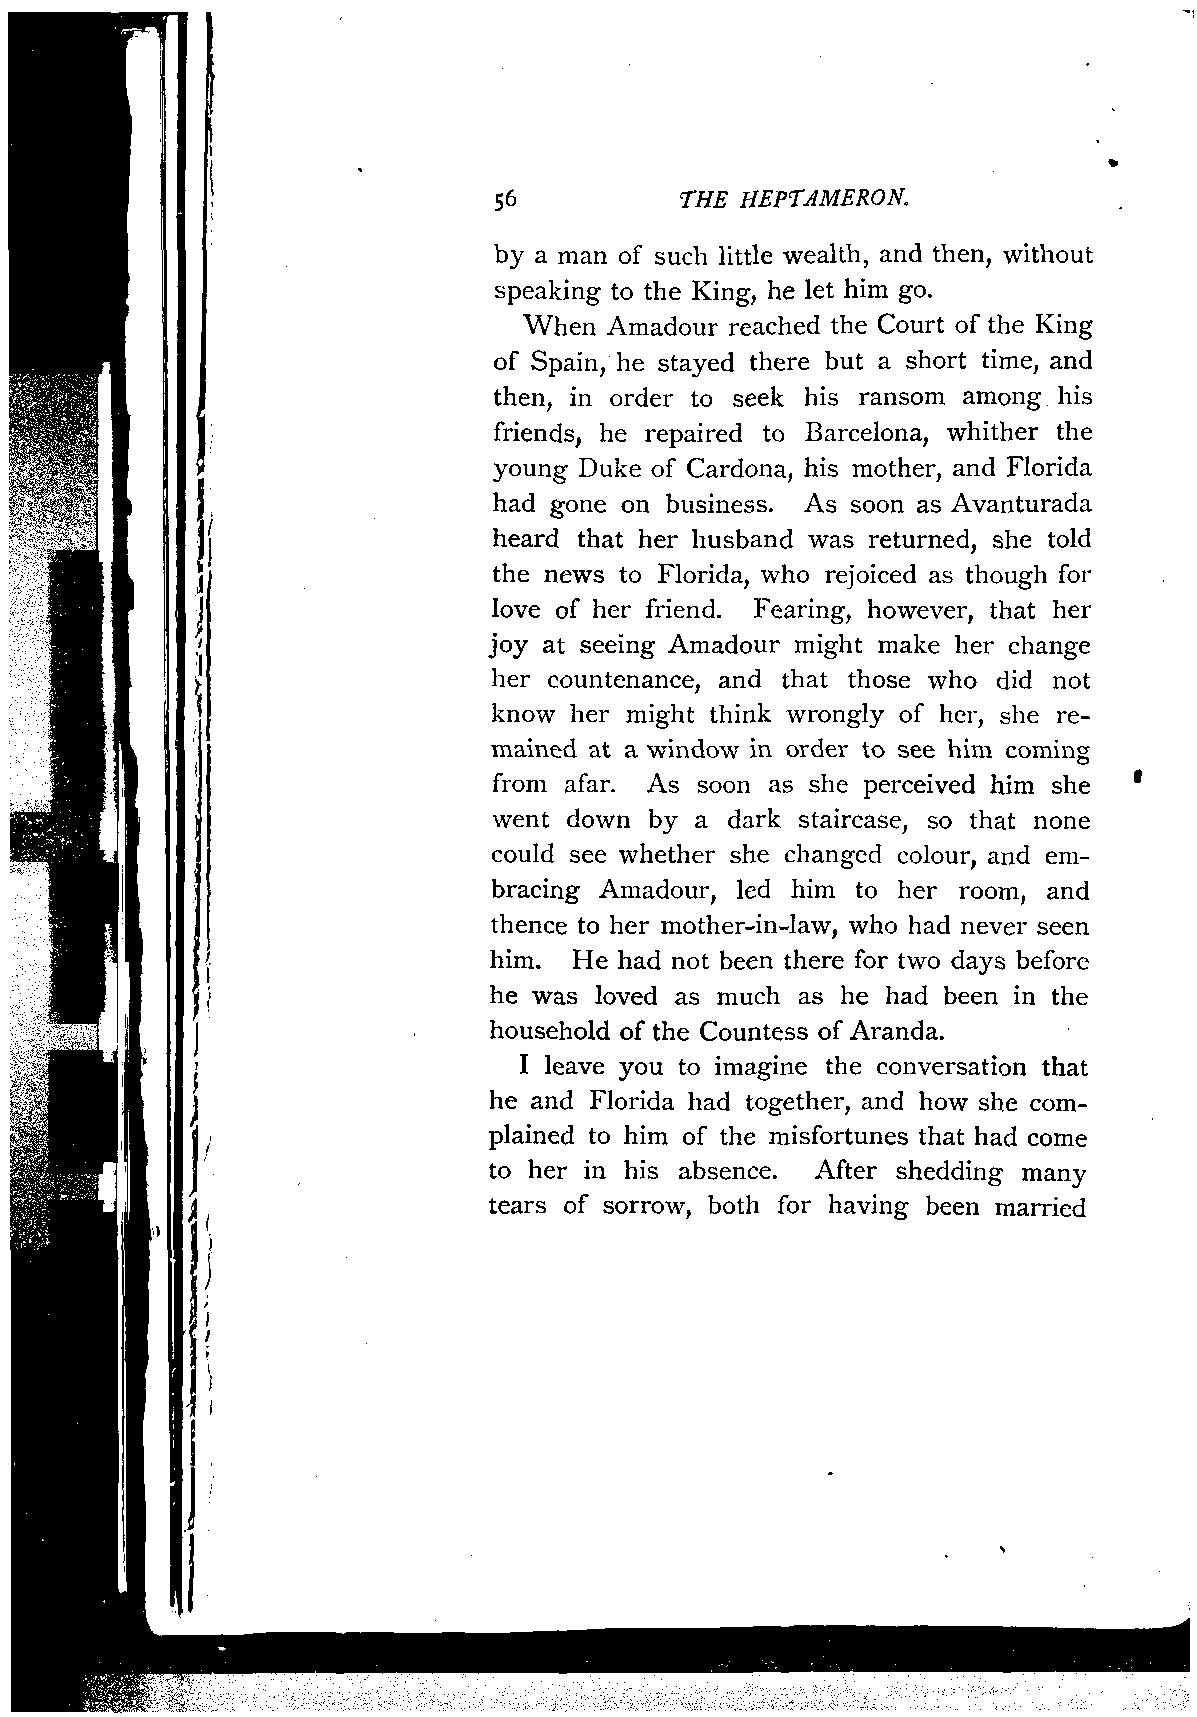 56 THE HEPTAMERON.
by a man of such little wealth, and then, without
speaking to the King, he let him go.
When Amadour reached the Court of the King
of Spain, he stayed there but a short time, and
then, in order to seek his ransom among his
friends, he repaired to Barcelona, whither the
young Duke of Cardona, his mother, and Florida
had gone on business. As soon as Avanturada
heard that her husband was returned, she told
the news to Florida, who rejoiced as though for
love of her friend. Fearing, however, that her
joy at seeing Amadour might make her change
her countenance, and that those who did not
know her might think wrongly of her, she re-
mained at a window in order to see him coming
from afar. As soon as she perceived him she
went down by a dark staircase, so that none
could see whether she changed colour, and em-
bracing Amadour, led him to her room, and
thence to her mother-in-law, who had never seen
him. He had not been there for two days before
he was loved as much as he had been in the
household of the Countess of Aranda.
I leave you to imagine the conversation that
he and Florida had together, and how she com-
plained to him of the misfortunes that had come
to her in his absence. After shedding many
tears of sorrow, both for having been married